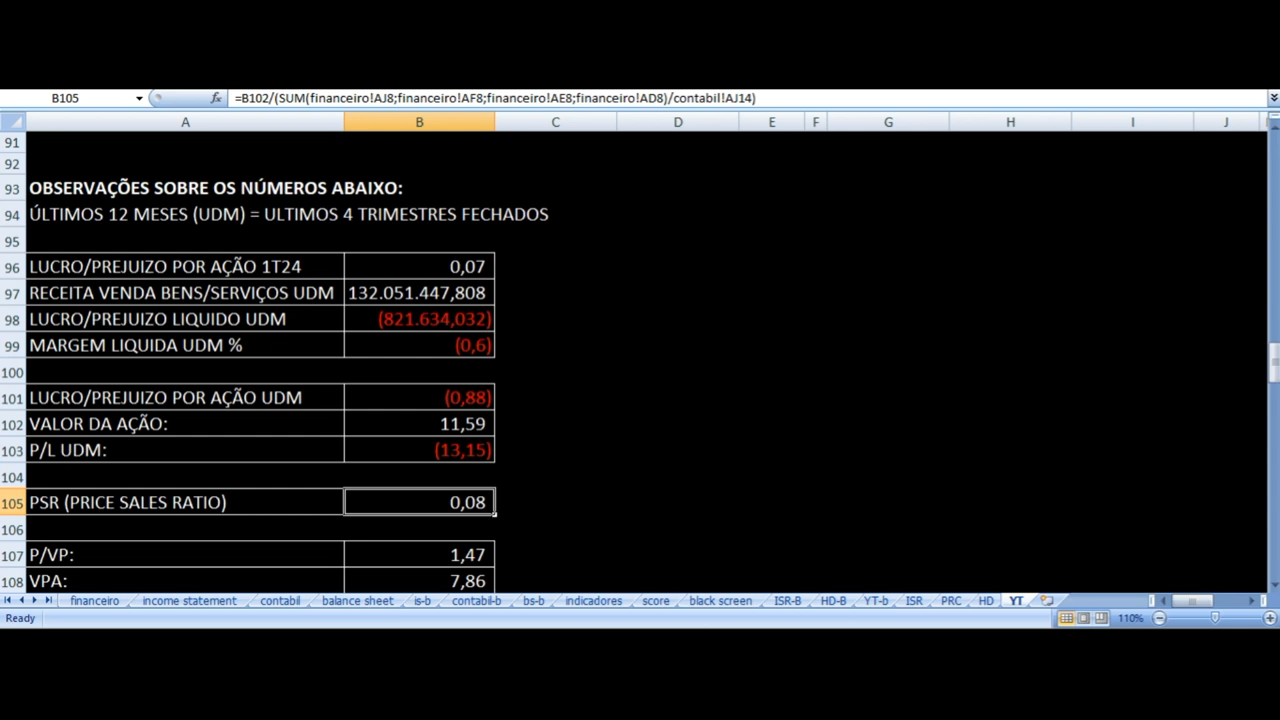 B105 fx =B102/(SUM(financeiro!AJ8;financeiro!AF8;financeiro!AE8;financeiro!AD8)/contabil!AJ14)
A B C D E F G H I J
91
92
93 OBSERVAÇÕES SOBRE OS NÚMEROS ABAIXO:
94 ÚLTIMOS 12 MESES (UDM) = ULTIMOS 4 TRIMESTRES FECHADOS
95
96 LUCRO/PREJUIZO POR AÇÃO 1T24 0,07
97 RECEITA VENDA BENS/SERVIÇOS UDM 132.051.447,808
98 LUCRO/PREJUIZO LIQUIDO UDM (821.634,032)
99 MARGEM LIQUIDA UDM % (0,6)
100
101 LUCRO/PREJUIZO POR AÇÃO UDM (0,88)
102 VALOR DA AÇÃO: 11,59
103 P/L UDM: (13,15)
104
105 PSR (PRICE SALES RATIO) 0,08
106
107 P/VP: 1,47
108 VPA: 7,86
financeiro income statement contabil balance sheet is-b contabil-b bs-b indicadores score black screen ISR-B HD-B YT-b ISR PRC HD YT
Ready 110%